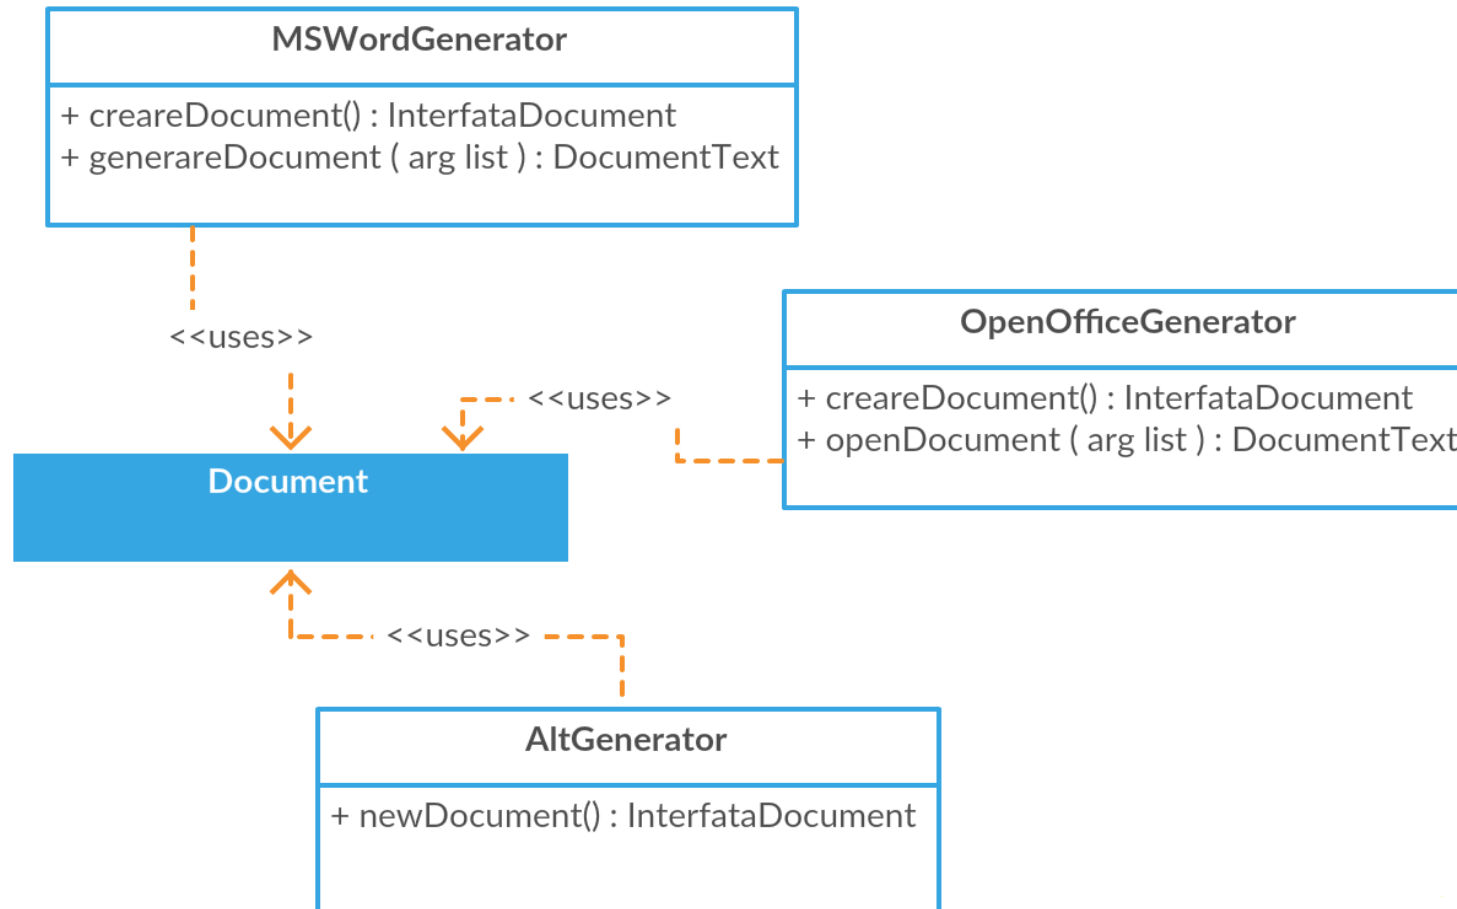 MSWordGenerator
+ creareDocument() : InterfataDocument
+ generareDocument ( arg list ) : DocumentText
<<uses>>
OpenOfficeGenerator
<<uses>>
+ creareDocument() : InterfataDocument
+ openDocument ( arg list ) : DocumentText
Document
<<uses>>
AltGenerator
+ newDocument() : InterfataDocument